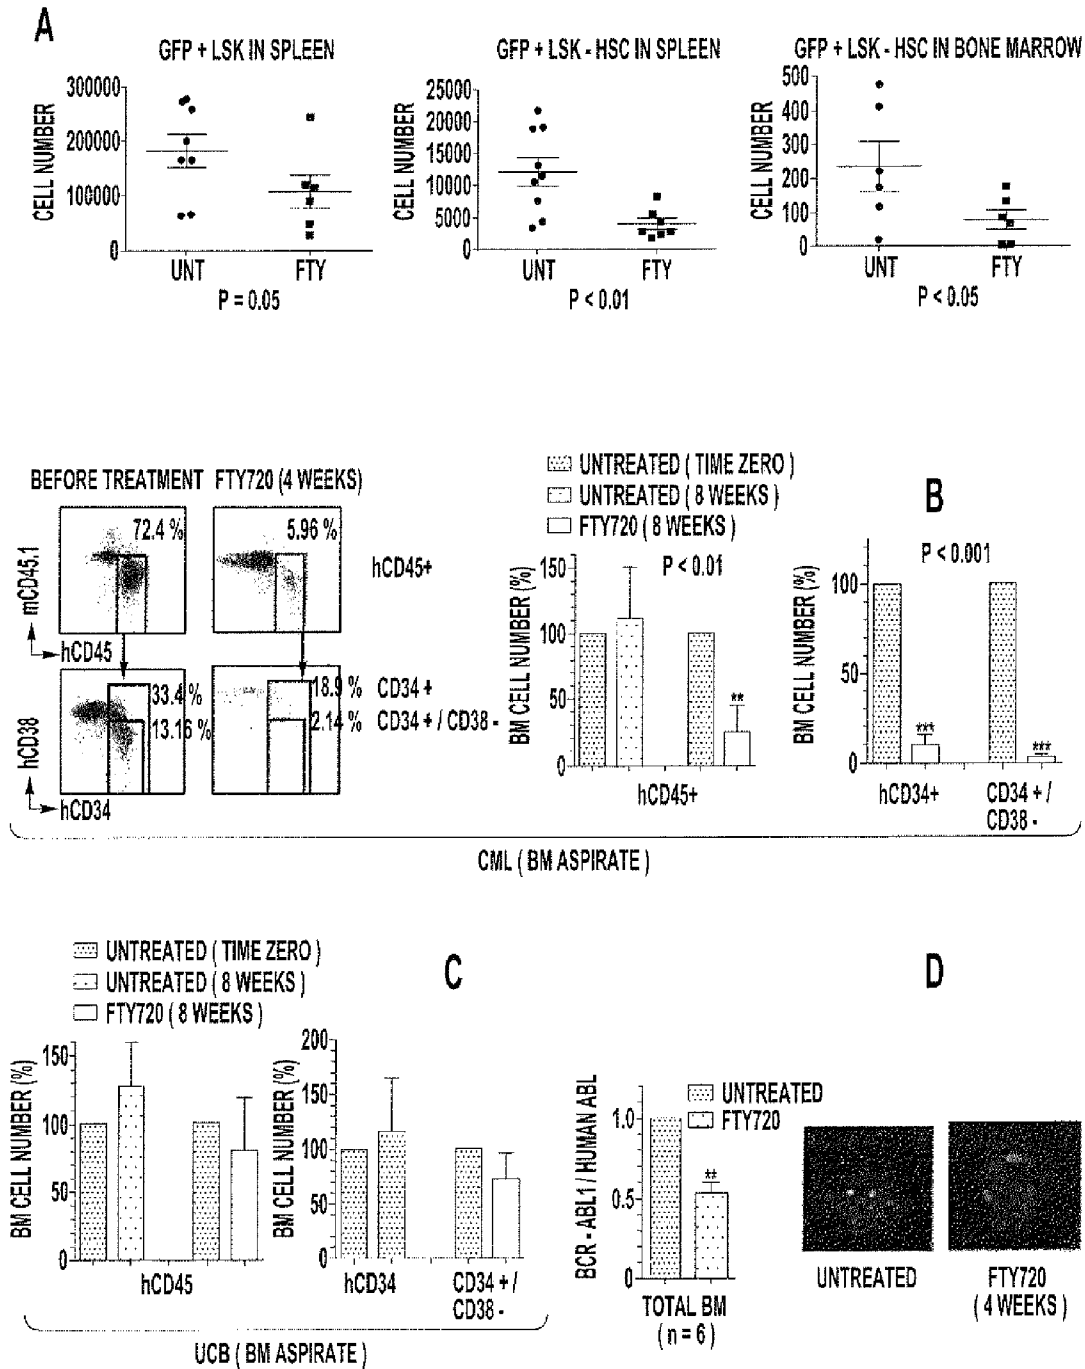 A
GFP + LSK IN SPLEEN
GFP + LSK - HSC IN SPLEEN
GFP + LSK - HSC IN BONE MARROW
CELL NUMBER
300000
200000
100000
0
UNT
FTY
P = 0.05
CELL NUMBER
25000
20000
15000
10000
5000
0
UNT
FTY
P < 0.01
CELL NUMBER
500
400
300
200
100
0
UNT
FTY
P < 0.05
B
BEFORE TREATMENT
FTY720 (4 WEEKS)
72.4 %
5.96 %
hCD45+
mCD45.1
hCD45
33.4 %
13.16 %
18.9 %
2.14 %
CD34 +
CD34 + / CD38 -
hCD38
hCD34
UNTREATED ( TIME ZERO )
UNTREATED ( 8 WEEKS )
FTY720 ( 8 WEEKS )
P < 0.01
BM CELL NUMBER (%)
150
100
50
0
**
hCD45+
P < 0.001
BM CELL NUMBER (%)
100
50
0
***
***
hCD34+
CD34 + /
CD38 -
CML ( BM ASPIRATE )
C
UNTREATED ( TIME ZERO )
UNTREATED ( 8 WEEKS )
FTY720 ( 8 WEEKS )
BM CELL NUMBER (%)
150
100
50
0
hCD45
BM CELL NUMBER (%)
200
150
100
50
0
hCD34
CD34 + /
CD38 -
UCB ( BM ASPIRATE )
D
UNTREATED
FTY720
BCR - ABL1 / HUMAN ABL
1.0
0.5
0
**
TOTAL BM
( n = 6 )
UNTREATED
FTY720
( 4 WEEKS )